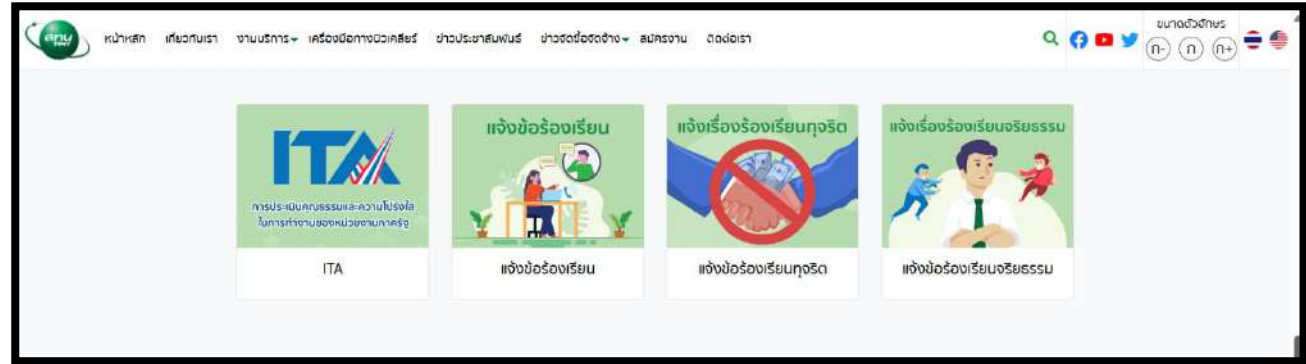 สทน
หน้าหลัก เกี่ยวกับเรา งานบริการ เครื่องมือทางนิวเคลียร์ ข่าวประชาสัมพันธ์ ข่าวจัดซื้อจัดจ้าง สมัครงาน ติดต่อเรา
ขนาดตัวอักษร
ก- ก ก+
ITA
การประเมินคุณธรรมและความโปร่งใส
ในการทำงานของหน่วยงานภาครัฐ
ITA
แจ้งข้อร้องเรียน
แจ้งข้อร้องเรียน
แจ้งเรื่องร้องเรียนทุจริต
แจ้งข้อร้องเรียนทุจริต
แจ้งเรื่องร้องเรียนจริยธรรม
แจ้งข้อร้องเรียนจริยธรรม